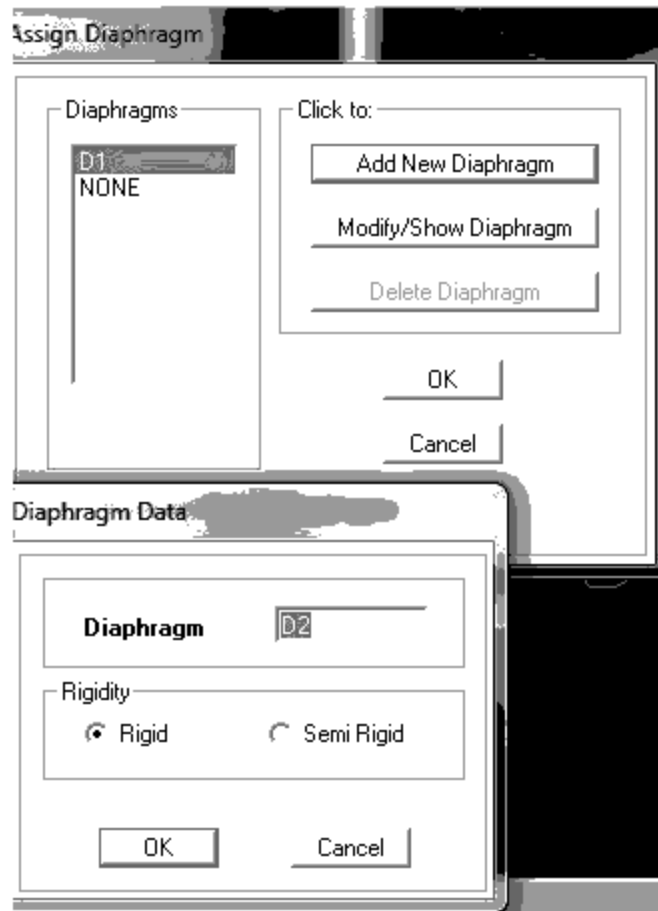 Assign Diaphragm
Diaphragms
D1
NONE
Click to:
Add New Diaphragm
Modify/Show Diaphragm
Delete Diaphragm
OK
Cancel
Diaphragm Data
Diaphragm
D2
Rigidity
Rigid
Semi Rigid
OK
Cancel